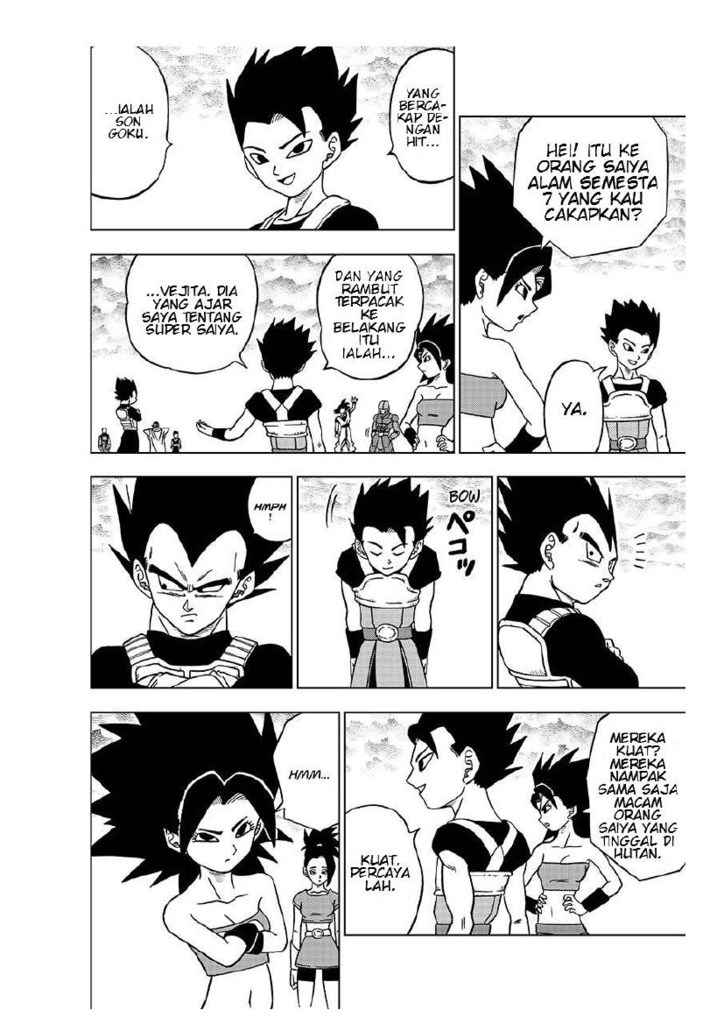 HEI! ITU KE
ORANG SAIYA
ALAM SEMESTA
7 YANG KAU
CAKAPKAN?
YA.
YANG
BERCA-
KAP DE-
NGAN
HIT...
...IALAH
SON
GOKU.
DAN YANG
RAMBUT
TERPACAK
KE
BELAKANG
ITU
IALAH...
...VEJITA. DIA
YANG AJAR
SAYA TENTANG
SUPER SAIYA.
BOW
ペコッ
HMPH
!
MEREKA
KUAT?
MEREKA
NAMPAK
SAMA SAJA
MACAM
ORANG
SAIYA YANG
TINGGAL DI
HUTAN.
KUAT.
PERCAYA
LAH.
HMM...